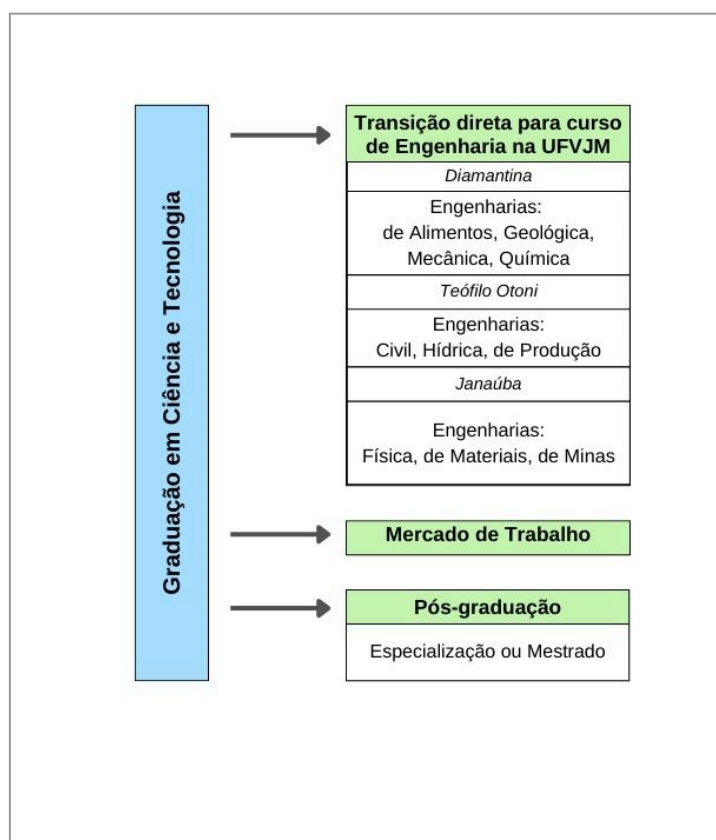 Graduação em Ciência e Tecnologia
Transição direta para curso
de Engenharia na UFVJM
Diamantina
Engenharias:
de Alimentos, Geológica,
Mecânica, Química
Teófilo Otoni
Engenharias:
Civil, Hídrica, de Produção
Janaúba
Engenharias:
Física, de Materiais, de Minas
Mercado de Trabalho
Pós-graduação
Especialização ou Mestrado